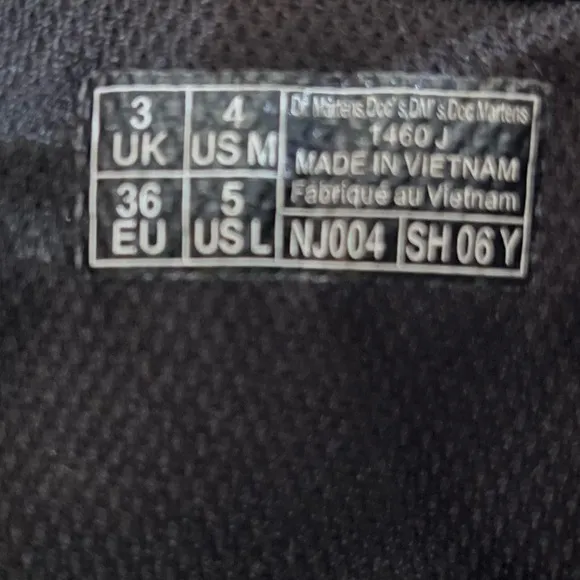 3 UK
4 US M
36 EU
5 US L
Dr. Martens, Doc's, DM's, Doc Martens
1460 J
MADE IN VIETNAM
Fabriqué au Vietnam
NJ004
SH 06 Y